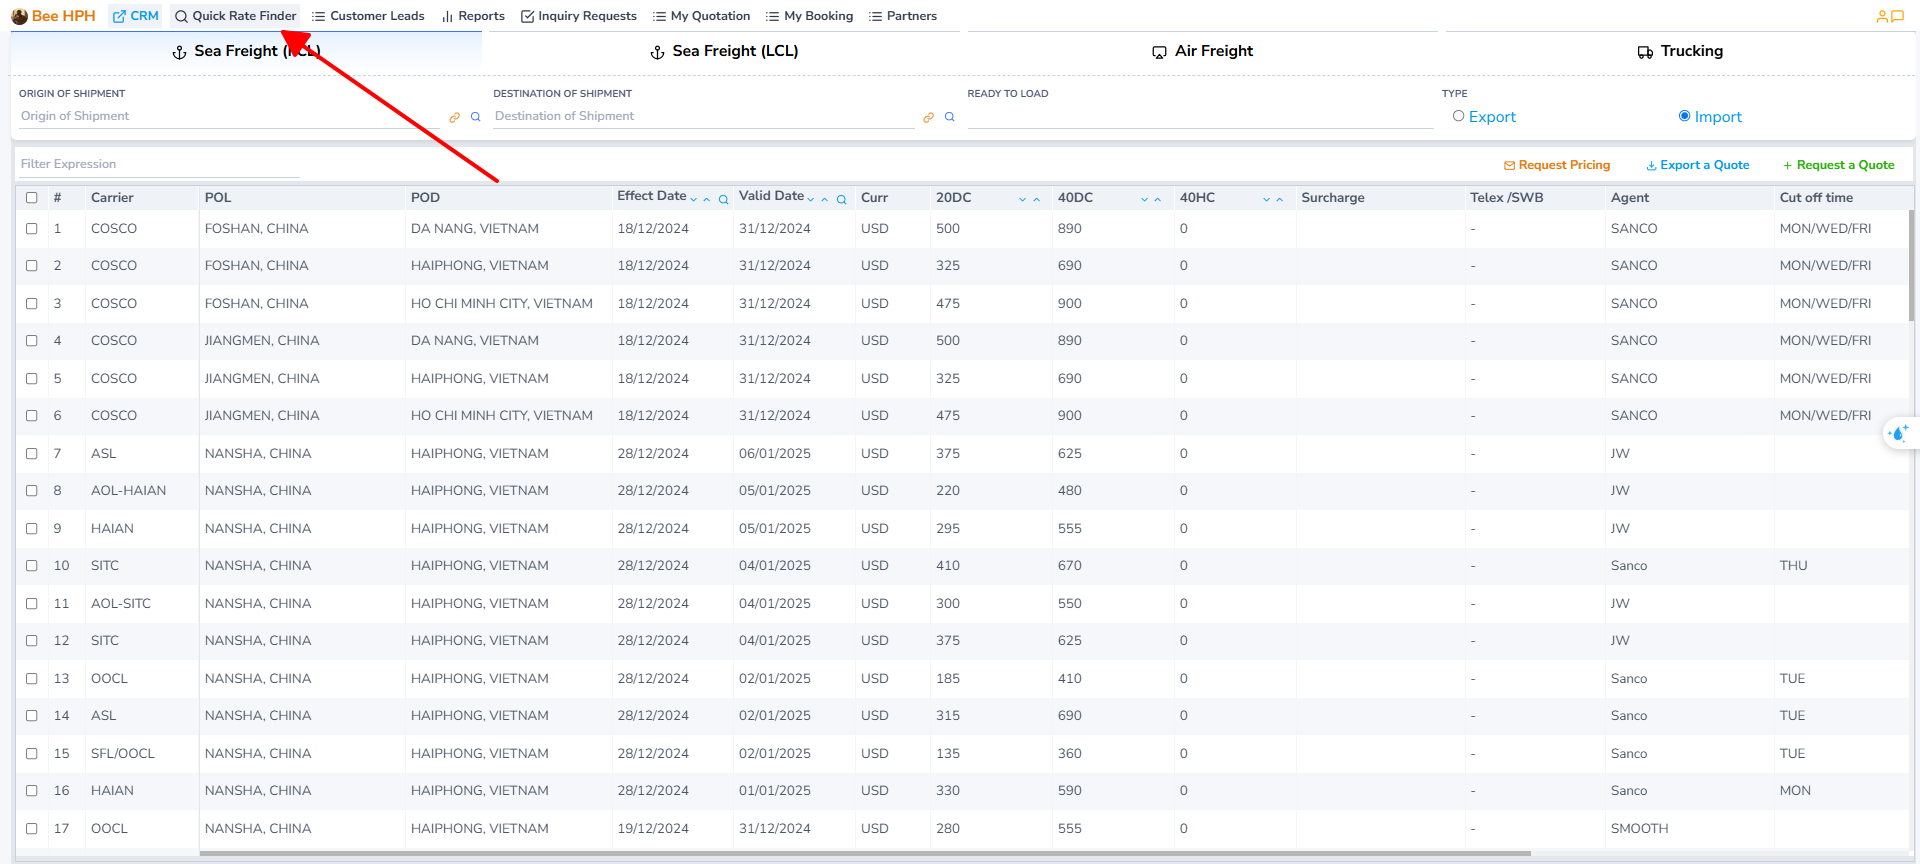 Bee HPH CRM Quick Rate Finder Customer Leads Reports Inquiry Requests My Quotation My Booking Partners
Sea Freight (FCL) Sea Freight (LCL) Air Freight Trucking
ORIGIN OF SHIPMENT DESTINATION OF SHIPMENT READY TO LOAD TYPE
Origin of Shipment Destination of Shipment Export Import
Filter Expression Request Pricing Export a Quote + Request a Quote
# Carrier POL POD Effect Date Valid Date Curr 20DC 40DC 40HC Surcharge Telex /SWB Agent Cut off time
1 COSCO FOSHAN, CHINA DA NANG, VIETNAM 18/12/2024 31/12/2024 USD 500 890 0 - SANCO MON/WED/FRI
2 COSCO FOSHAN, CHINA HAIPHONG, VIETNAM 18/12/2024 31/12/2024 USD 325 690 0 - SANCO MON/WED/FRI
3 COSCO FOSHAN, CHINA HO CHI MINH CITY, VIETNAM 18/12/2024 31/12/2024 USD 475 900 0 - SANCO MON/WED/FRI
4 COSCO JIANGMEN, CHINA DA NANG, VIETNAM 18/12/2024 31/12/2024 USD 500 890 0 - SANCO MON/WED/FRI
5 COSCO JIANGMEN, CHINA HAIPHONG, VIETNAM 18/12/2024 31/12/2024 USD 325 690 0 - SANCO MON/WED/FRI
6 COSCO JIANGMEN, CHINA HO CHI MINH CITY, VIETNAM 18/12/2024 31/12/2024 USD 475 900 0 - SANCO MON/WED/FRI
7 ASL NANSHA, CHINA HAIPHONG, VIETNAM 28/12/2024 06/01/2025 USD 375 625 0 - JW
8 AOL-HAIAN NANSHA, CHINA HAIPHONG, VIETNAM 28/12/2024 05/01/2025 USD 220 480 0 - JW
9 HAIAN NANSHA, CHINA HAIPHONG, VIETNAM 28/12/2024 05/01/2025 USD 295 555 0 - JW
10 SITC NANSHA, CHINA HAIPHONG, VIETNAM 28/12/2024 04/01/2025 USD 410 670 0 - Sanco THU
11 AOL-SITC NANSHA, CHINA HAIPHONG, VIETNAM 28/12/2024 04/01/2025 USD 300 550 0 - JW
12 SITC NANSHA, CHINA HAIPHONG, VIETNAM 28/12/2024 04/01/2025 USD 375 625 0 - JW
13 OOCL NANSHA, CHINA HAIPHONG, VIETNAM 28/12/2024 02/01/2025 USD 185 410 0 - Sanco TUE
14 ASL NANSHA, CHINA HAIPHONG, VIETNAM 28/12/2024 02/01/2025 USD 315 690 0 - Sanco TUE
15 SFL/OOCL NANSHA, CHINA HAIPHONG, VIETNAM 28/12/2024 02/01/2025 USD 135 360 0 - Sanco TUE
16 HAIAN NANSHA, CHINA HAIPHONG, VIETNAM 28/12/2024 01/01/2025 USD 330 590 0 - Sanco MON
17 OOCL NANSHA, CHINA HAIPHONG, VIETNAM 19/12/2024 31/12/2024 USD 280 555 0 - SMOOTH